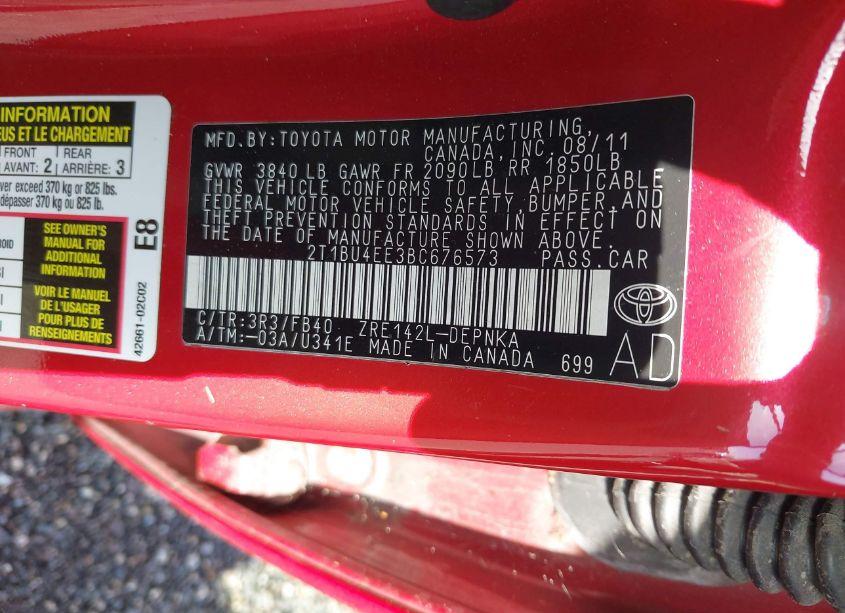 INFORMATION
EUS ET LE CHARGEMENT
FRONT
AVANT: 2
REAR
ARRIÈRE: 3
ver exceed 370 kg or 825 lbs.
dépasser 370 kg ou 825 lb.
SEE OWNER'S
MANUAL FOR
ADDITIONAL
INFORMATION
VOIR LE MANUEL
DE L'USAGER
POUR PLUS DE
RENSEIGNEMENTS
E8
42661-02C02
MFD.BY:TOYOTA MOTOR MANUFACTURING,
CANADA,INC. 08/11
GVWR 3840 LB GAWR FR 2090LB RR 1850LB
THIS VEHICLE CONFORMS TO ALL APPLICABLE
FEDERAL MOTOR VEHICLE SAFETY,BUMPER,AND
THEFT PREVENTION STANDARDS IN EFFECT ON
THE DATE OF MANUFACTURE SHOWN ABOVE.
2T1BU4EE3BC676573 PASS.CAR
C/TR:3R3/FB40 ZRE142L-DEPNKA
A/TM:-03A/U341E MADE IN CANADA 699
AD